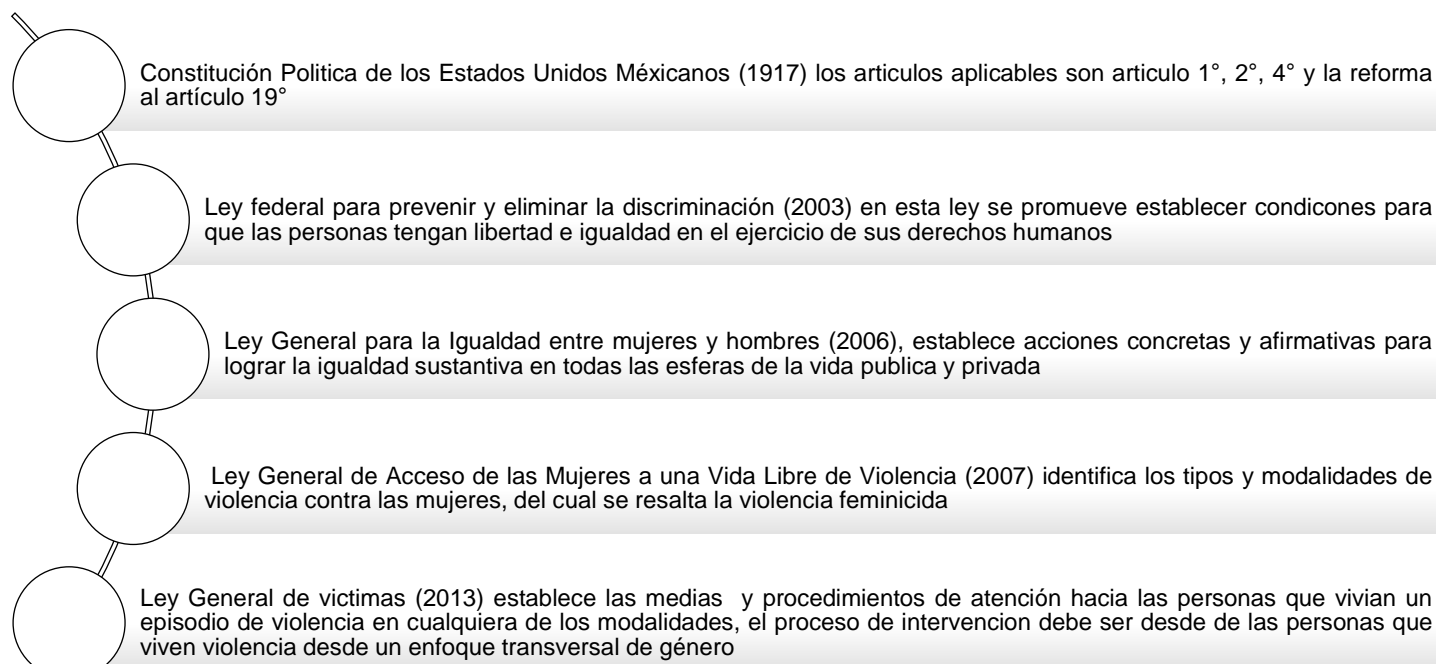 Constitución Politica de los Estados Unidos Méxicanos (1917) los articulos aplicables son articulo 1°, 2°, 4° y la reforma
al artículo 19°
Ley federal para prevenir y eliminar la discriminación (2003) en esta ley se promueve establecer condicones para
que las personas tengan libertad e igualdad en el ejercicio de sus derechos humanos
Ley General para la Igualdad entre mujeres y hombres (2006), establece acciones concretas y afirmativas para
lograr la igualdad sustantiva en todas las esferas de la vida publica y privada
Ley General de Acceso de las Mujeres a una Vida Libre de Violencia (2007) identifica los tipos y modalidades de
violencia contra las mujeres, del cual se resalta la violencia feminicida
Ley General de victimas (2013) establece las medias y procedimientos de atención hacia las personas que vivian un
episodio de violencia en cualquiera de los modalidades, el proceso de intervencion debe ser desde de las personas que
viven violencia desde un enfoque transversal de género